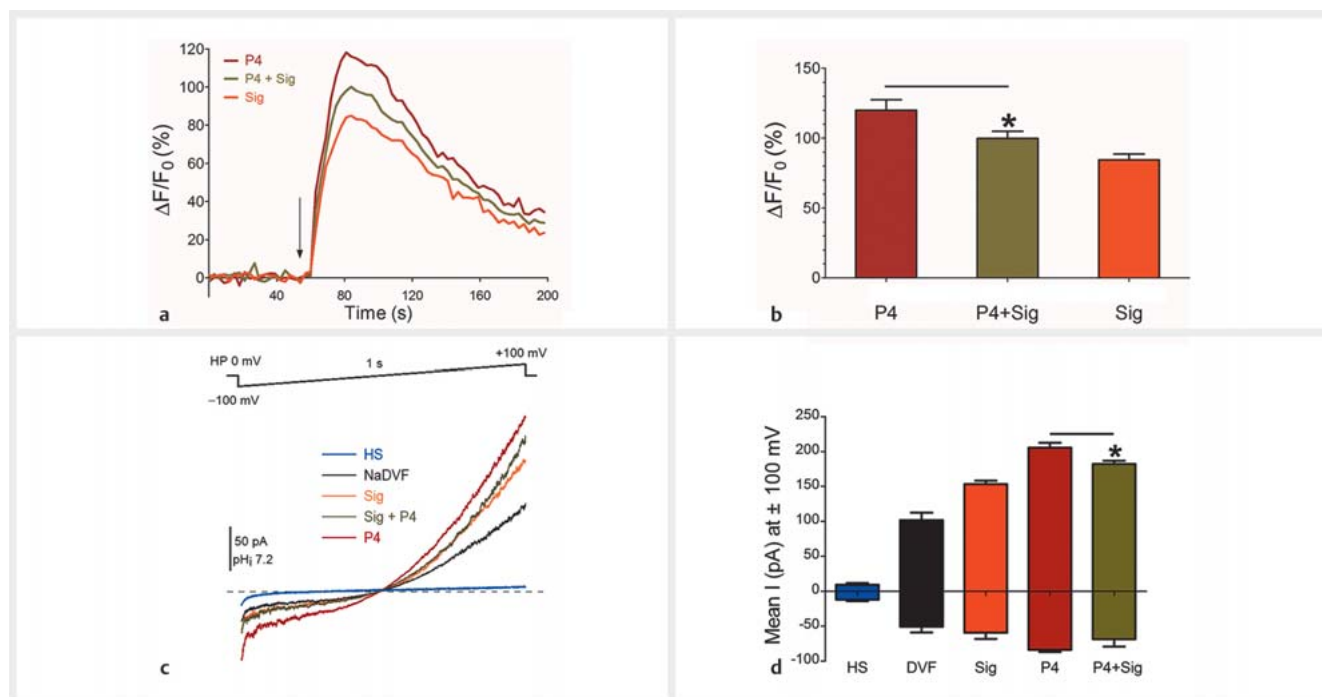 120
100
80
60
40
20
0
ΔF/F0 (%)
P4
P4 + Sig
Sig
40
80
120
160
200
Time (s)
a
150
100
50
0
ΔF/F0 (%)
*
P4
P4+Sig
Sig
b
HP 0 mV
1 s
+100 mV
−100 mV
HS
NaDVF
Sig
Sig + P4
P4
50 pA
pHi 7.2
c
250
200
150
100
50
0
-50
-100
Mean I (pA) at ± 100 mV
*
HS
DVF
Sig
P4
P4+Sig
d